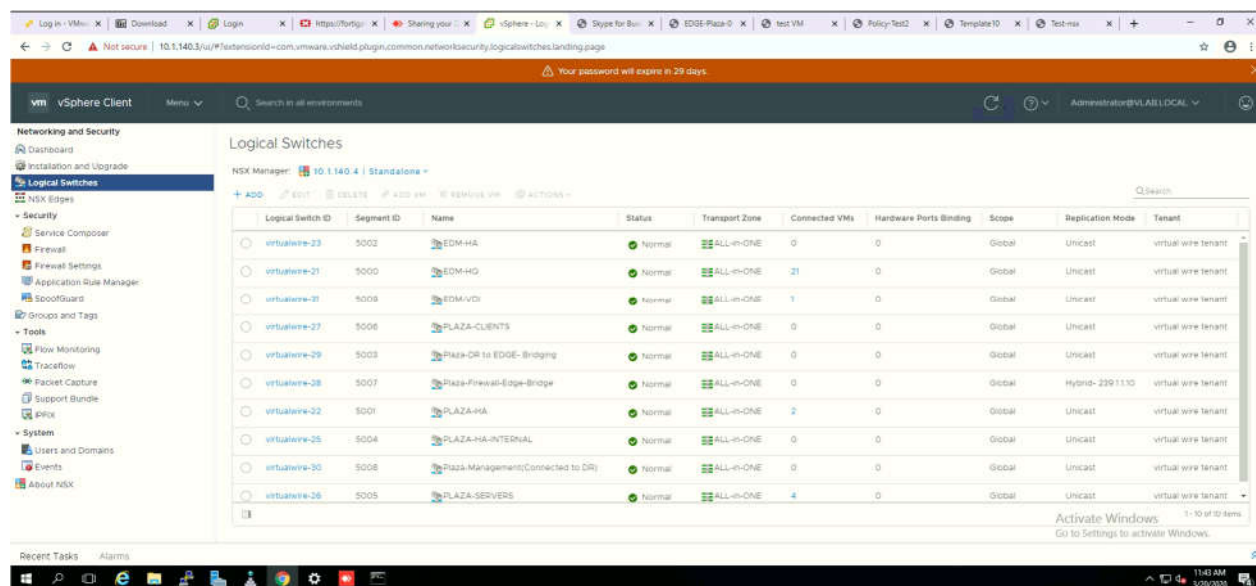 Log in - VMw
Download
Login
https://fortig
Sharing your
vSphere - Log
Skype for Bus
EDGE-Plaza-0
test VM
Policy-Test2
Template10
Test-nsx
Not secure | 10.1.140.3/ui/#?extensionId=com.vmware.vshield.plugin.common.networksecurity.logicalswitches.landing.page
Your password will expire in 29 days.
vm vSphere Client
Menu
Search in all environments
Administrator@VLAB.LOCAL
Networking and Security
Dashboard
Installation and Upgrade
Logical Switches
NSX Edges
Security
Service Composer
Firewall
Firewall Settings
Application Rule Manager
SpoofGuard
Groups and Tags
Tools
Flow Monitoring
Traceflow
Packet Capture
Support Bundle
IPFIX
System
Users and Domains
Events
About NSX
Logical Switches
NSX Manager: 10.1.140.4 | Standalone
+ ADD EDIT DELETE ADD VM REMOVE VM ACTIONS
Search
Logical Switch ID Segment ID Name Status Transport Zone Connected VMs Hardware Ports Binding Scope Replication Mode Tenant
virtualwire-23 5002 EDM-HA Normal ALL-in-ONE 0 0 Global Unicast virtual wire tenant
virtualwire-21 5000 EDM-HQ Normal ALL-in-ONE 21 0 Global Unicast virtual wire tenant
virtualwire-31 5009 EDM-VDI Normal ALL-in-ONE 1 0 Global Unicast virtual wire tenant
virtualwire-27 5006 PLAZA-CLIENTS Normal ALL-in-ONE 0 0 Global Unicast virtual wire tenant
virtualwire-29 5003 Plaza-DR to EDGE- Bridging Normal ALL-in-ONE 0 0 Global Unicast virtual wire tenant
virtualwire-28 5007 Plaza-Firewall-Edge-Bridge Normal ALL-in-ONE 0 0 Global Hybrid- 239.1.1.10 virtual wire tenant
virtualwire-22 5001 PLAZA-HA Normal ALL-in-ONE 2 0 Global Unicast virtual wire tenant
virtualwire-25 5004 PLAZA-HA-INTERNAL Normal ALL-in-ONE 0 0 Global Unicast virtual wire tenant
virtualwire-30 5008 Plaza-Management(Connected to DR) Normal ALL-in-ONE 0 0 Global Unicast virtual wire tenant
virtualwire-26 5005 PLAZA-SERVERS Normal ALL-in-ONE 4 0 Global Unicast virtual wire tenant
1 - 10 of 10 items
Activate Windows
Go to Settings to activate Windows.
Recent Tasks Alarms
11:43 AM
3/20/2020